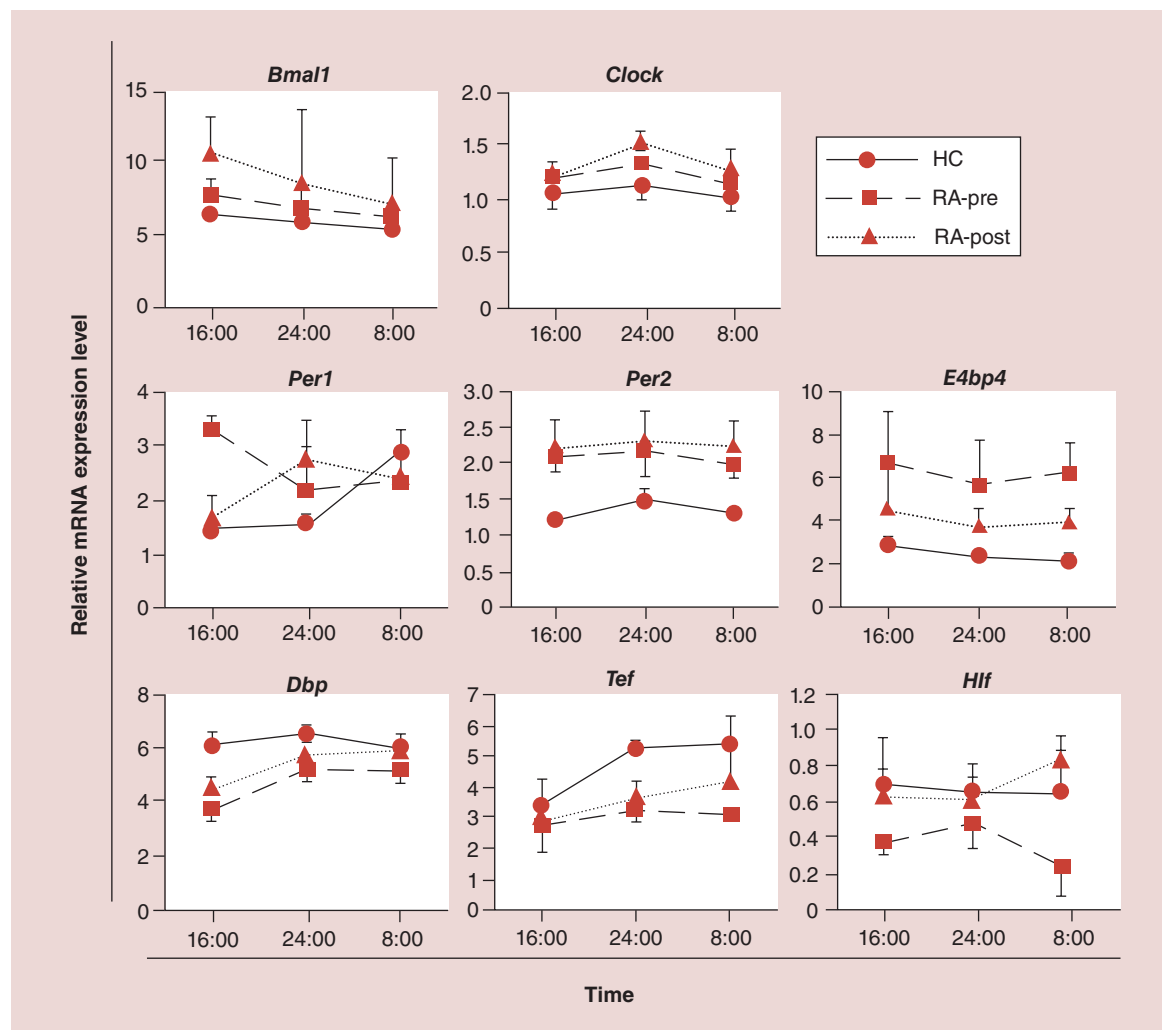 Relative mRNA expression level
Bmal1
15
10
5
0
16:00 24:00 8:00
Clock
2.0
1.5
1.0
0.5
0
16:00 24:00 8:00
HC
RA-pre
RA-post
Per1
4
3
2
1
0
16:00 24:00 8:00
Per2
3.0
2.5
2.0
1.5
1.0
0.5
0
16:00 24:00 8:00
E4bp4
10
8
6
4
2
0
16:00 24:00 8:00
Dbp
8
6
4
2
0
16:00 24:00 8:00
Tef
7
6
5
4
3
2
1
0
16:00 24:00 8:00
Hlf
1.2
1.0
0.8
0.6
0.4
0.2
0
16:00 24:00 8:00
Time